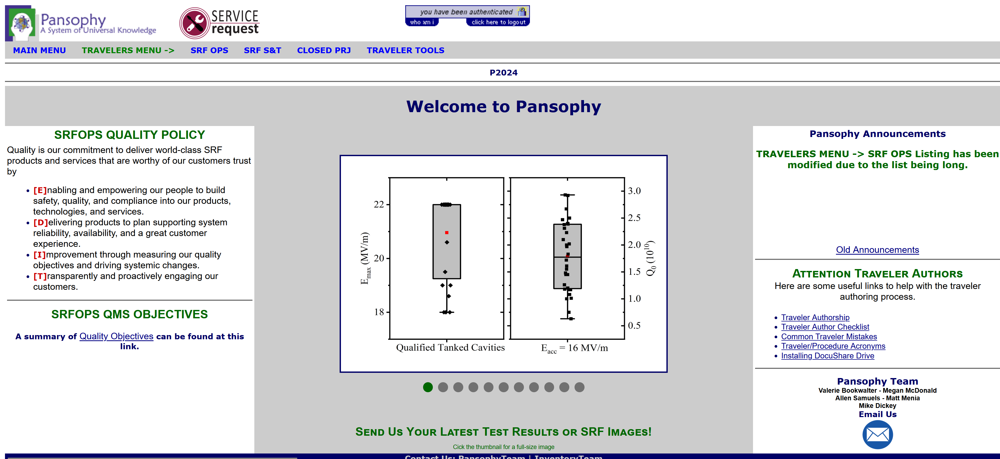 Pansophy
A System of Universal Knowledge
SERVICE
request
you have been authenticated
who am i
click here to logout
MAIN MENU
TRAVELERS MENU ->
SRF OPS
SRF S&T
CLOSED PRJ
TRAVELER TOOLS
P2024
Welcome to Pansophy
SRFOPS QUALITY POLICY
Quality is our commitment to deliver world-class SRF
products and services that are worthy of our customers trust
by
[E]nabling and empowering our people to build
safety, quality, and compliance into our products,
technologies, and services.
[D]elivering products to plan supporting system
reliability, availability, and a great customer
experience.
[I]mprovement through measuring our quality
objectives and driving systemic changes.
[T]ransparently and proactively engaging our
customers.
SRFOPS QMS OBJECTIVES
A summary of Quality Objectives can be found at this
link.
Emax (MV/m)
22
20
18
Qualified Tanked Cavities
3.0
2.5
2.0
1.5
1.0
0.5
Q0 (10^10)
Eacc = 16 MV/m
SEND US YOUR LATEST TEST RESULTS OR SRF IMAGES!
Cick the thumbnail for a full-size image
Pansophy Announcements
TRAVELERS MENU -> SRF OPS Listing has been
modified due to the list being long.
Old Announcements
ATTENTION TRAVELER AUTHORS
Here are some useful links to help with the traveler
authoring process.
Traveler Authorship
Traveler Author Checklist
Common Traveler Mistakes
Traveler/Procedure Acronyms
Installing DocuShare Drive
Pansophy Team
Valerie Bookwalter - Megan McDonald
Allen Samuels - Matt Menia
Mike Dickey
Email Us
Contact Us: PansophyTeam | InventoryTeam